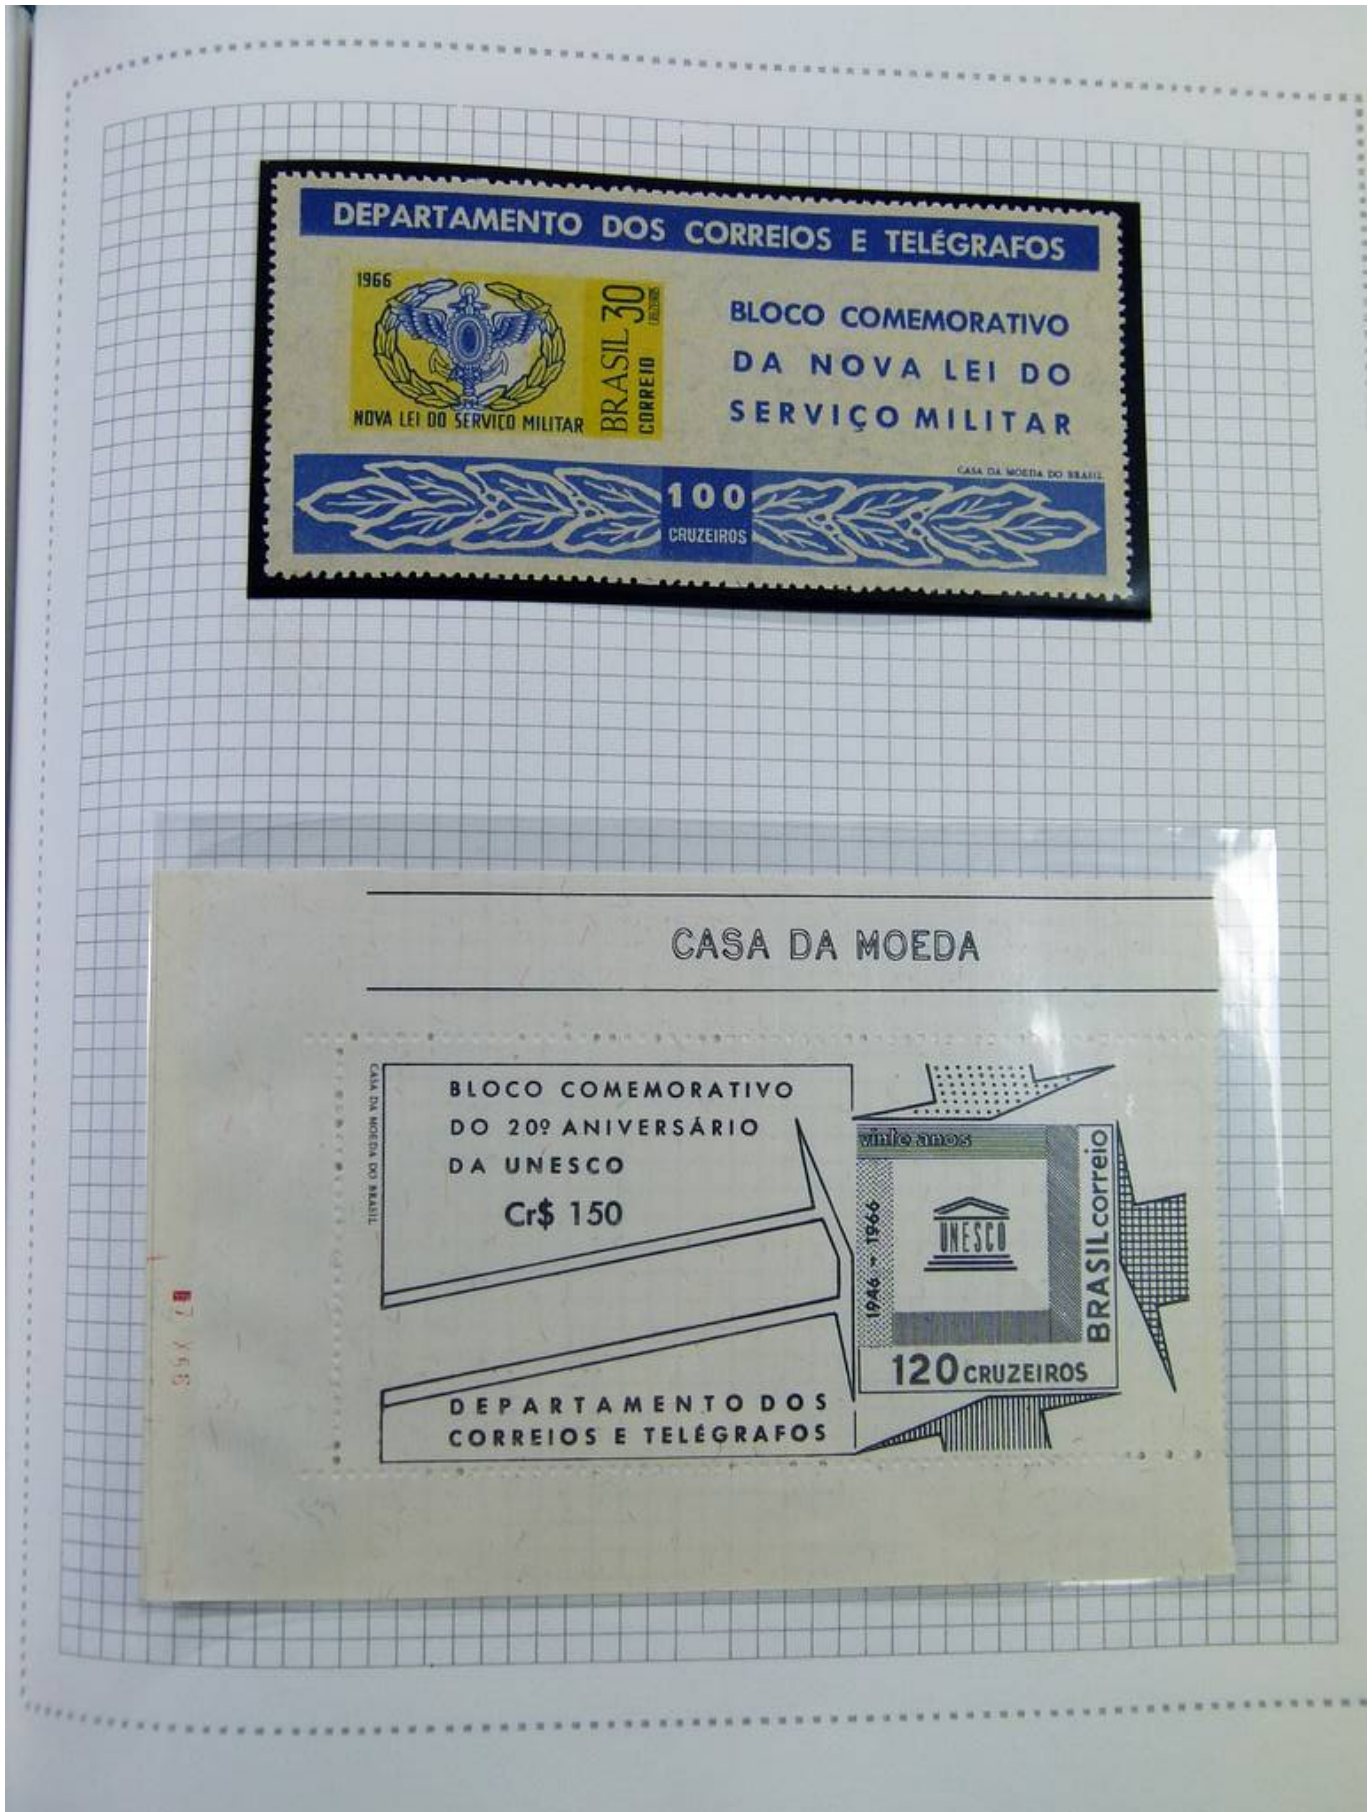 DEPARTAMENTO DOS CORREIOS E TELÉGRAFOS
1966
NOVA LEI DO SERVIÇO MILITAR
BRASIL 30
CORREIO
CRUZEIROS
BLOCO COMEMORATIVO
DA NOVA LEI DO
SERVIÇO MILITAR
CASA DA MOEDA DO BRASIL
100
CRUZEIROS
CASA DA MOEDA
CASA DA MOEDA DO BRASIL
BLOCO COMEMORATIVO
DO 20º ANIVERSÁRIO
DA UNESCO
Cr$ 150
vinte anos
1946 - 1966
UNESCO
BRASIL correio
120 CRUZEIROS
DEPARTAMENTO DOS
CORREIOS E TELÉGRAFOS